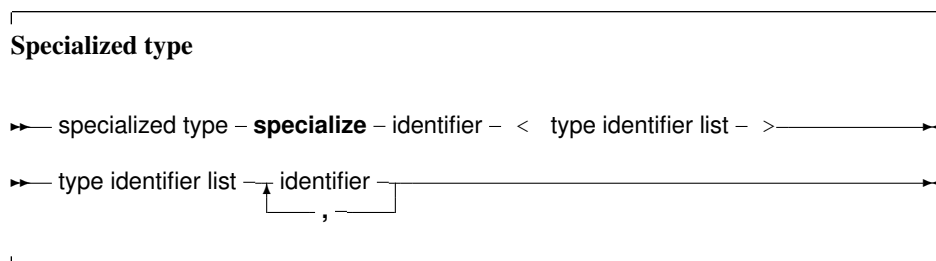 Specialized type
specialized type specialize identifier < type identifier list >
type identifier list identifier
,